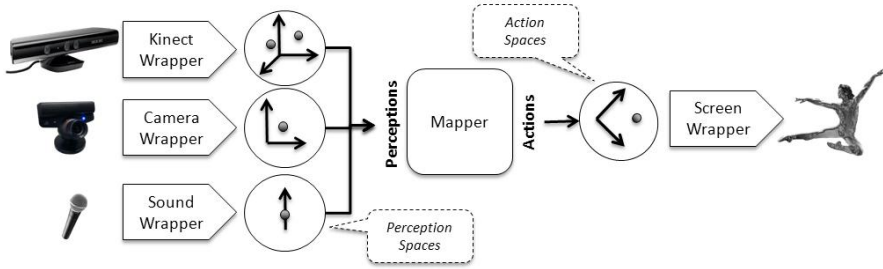 Kinect
Wrapper
Camera
Wrapper
Sound
Wrapper
Perception
Spaces
Perceptions
Mapper
Actions
Action
Spaces
Screen
Wrapper